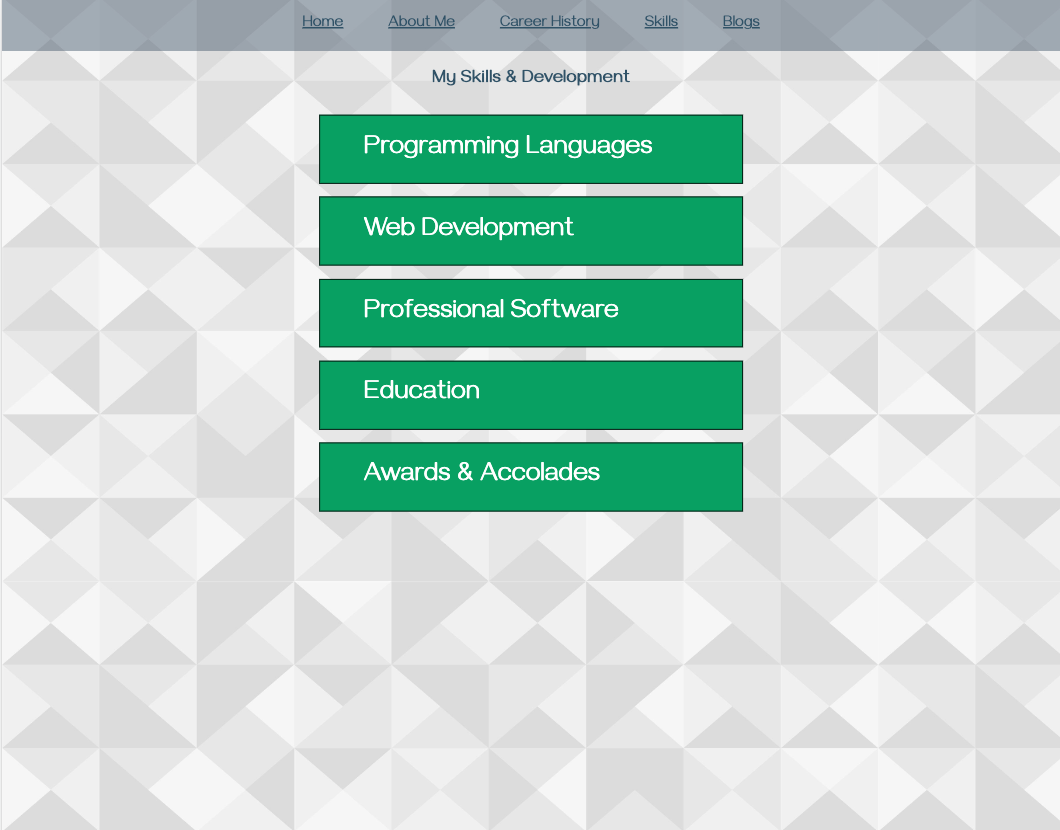 Home About Me Career History Skills Blogs
My Skills & Development
Programming Languages
Web Development
Professional Software
Education
Awards & Accolades